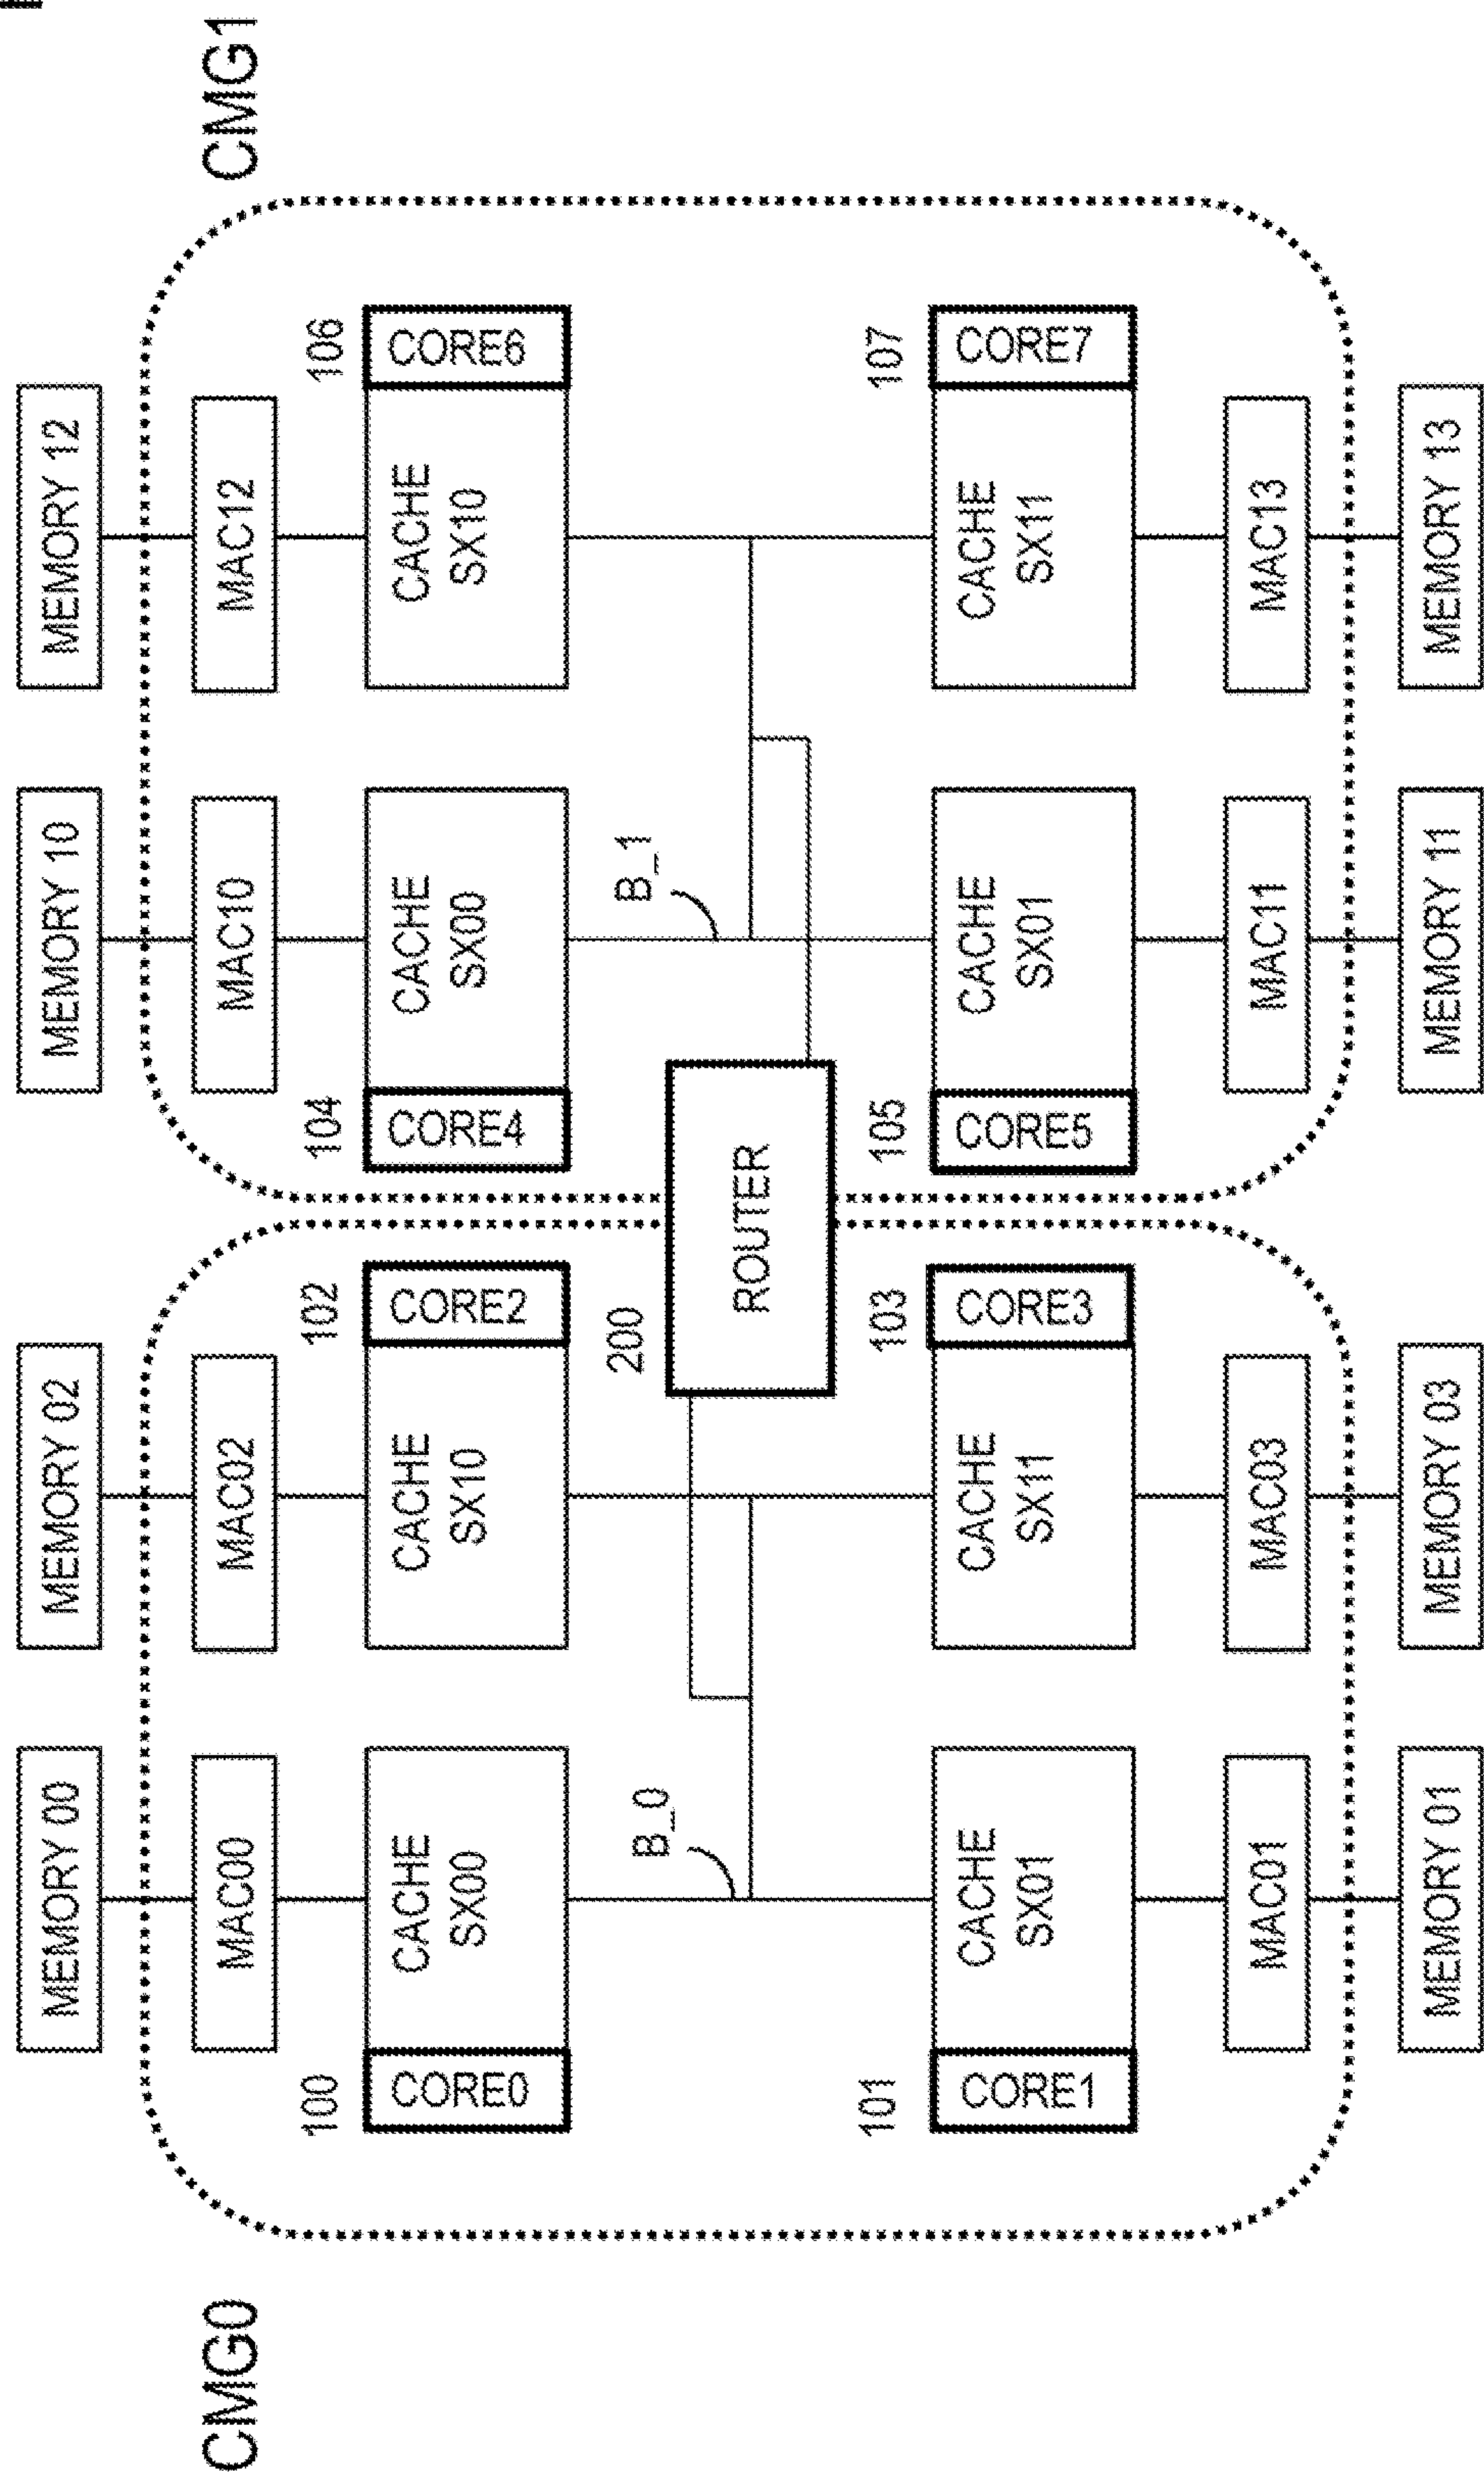 CMG0
CMG1
MEMORY 00
MEMORY 02
MEMORY 10
MEMORY 12
MAC00
MAC02
MAC10
MAC12
100
102
104
106
CORE0
CACHE
SX00
CACHE
SX10
CORE2
CORE4
CACHE
SX00
CACHE
SX10
CORE6
B_0
200
B_1
ROUTER
101
103
105
107
CORE1
CACHE
SX01
CACHE
SX11
CORE3
CORE5
CACHE
SX01
CACHE
SX11
CORE7
MAC01
MAC03
MAC11
MAC13
MEMORY 01
MEMORY 03
MEMORY 11
MEMORY 13